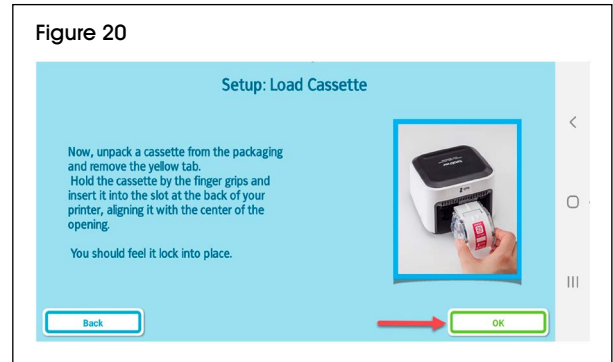 Figure 20
Setup: Load Cassette
Now, unpack a cassette from the packaging
and remove the yellow tab.
Hold the cassette by the finger grips and
insert it into the slot at the back of your
printer, aligning it with the center of the
opening.
You should feel it lock into place.
Back
OK